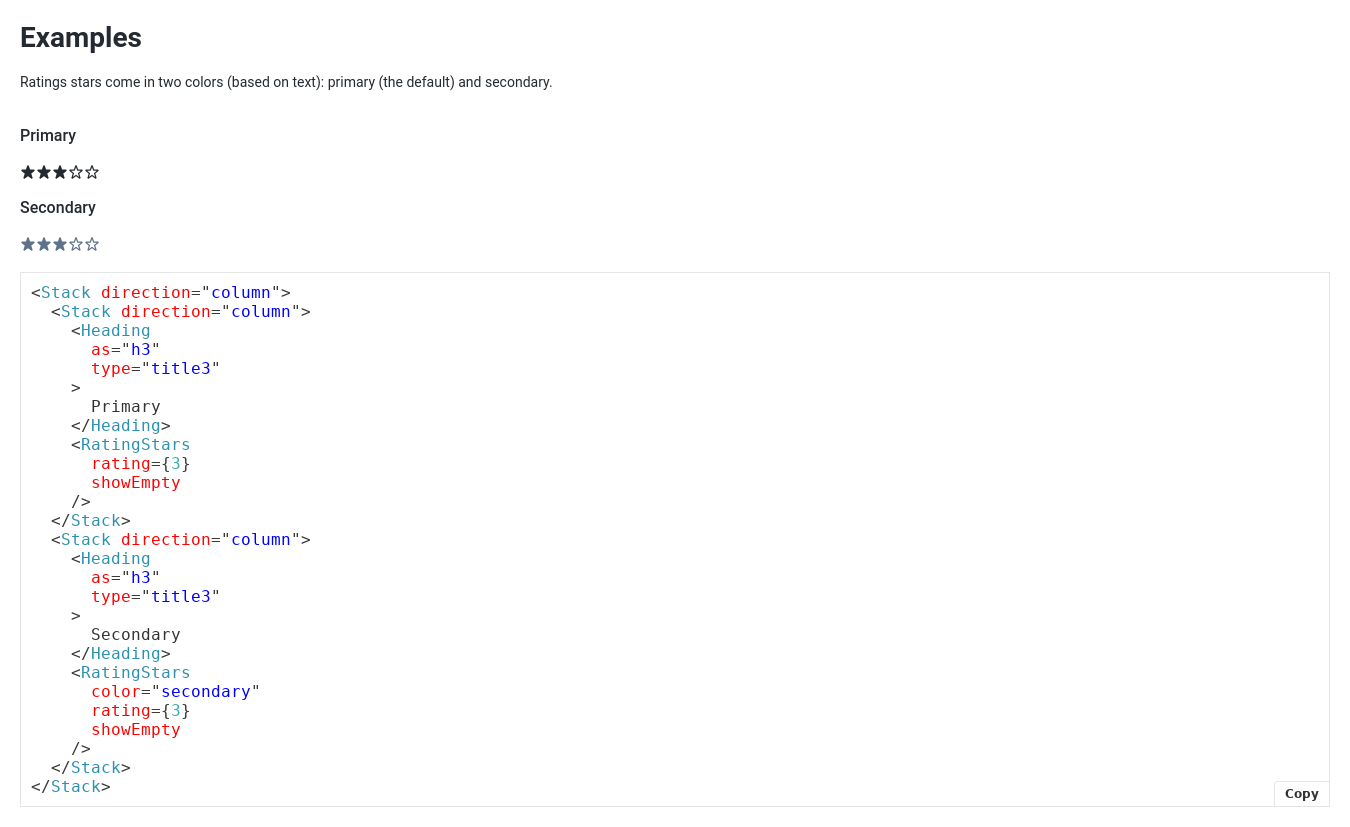 Examples
Ratings stars come in two colors (based on text): primary (the default) and secondary.
Primary
Secondary
<Stack direction="column">
  <Stack direction="column">
    <Heading
      as="h3"
      type="title3"
    >
      Primary
    </Heading>
    <RatingStars
      rating={3}
      showEmpty
    />
  </Stack>
  <Stack direction="column">
    <Heading
      as="h3"
      type="title3"
    >
      Secondary
    </Heading>
    <RatingStars
      color="secondary"
      rating={3}
      showEmpty
    />
  </Stack>
</Stack>
Copy